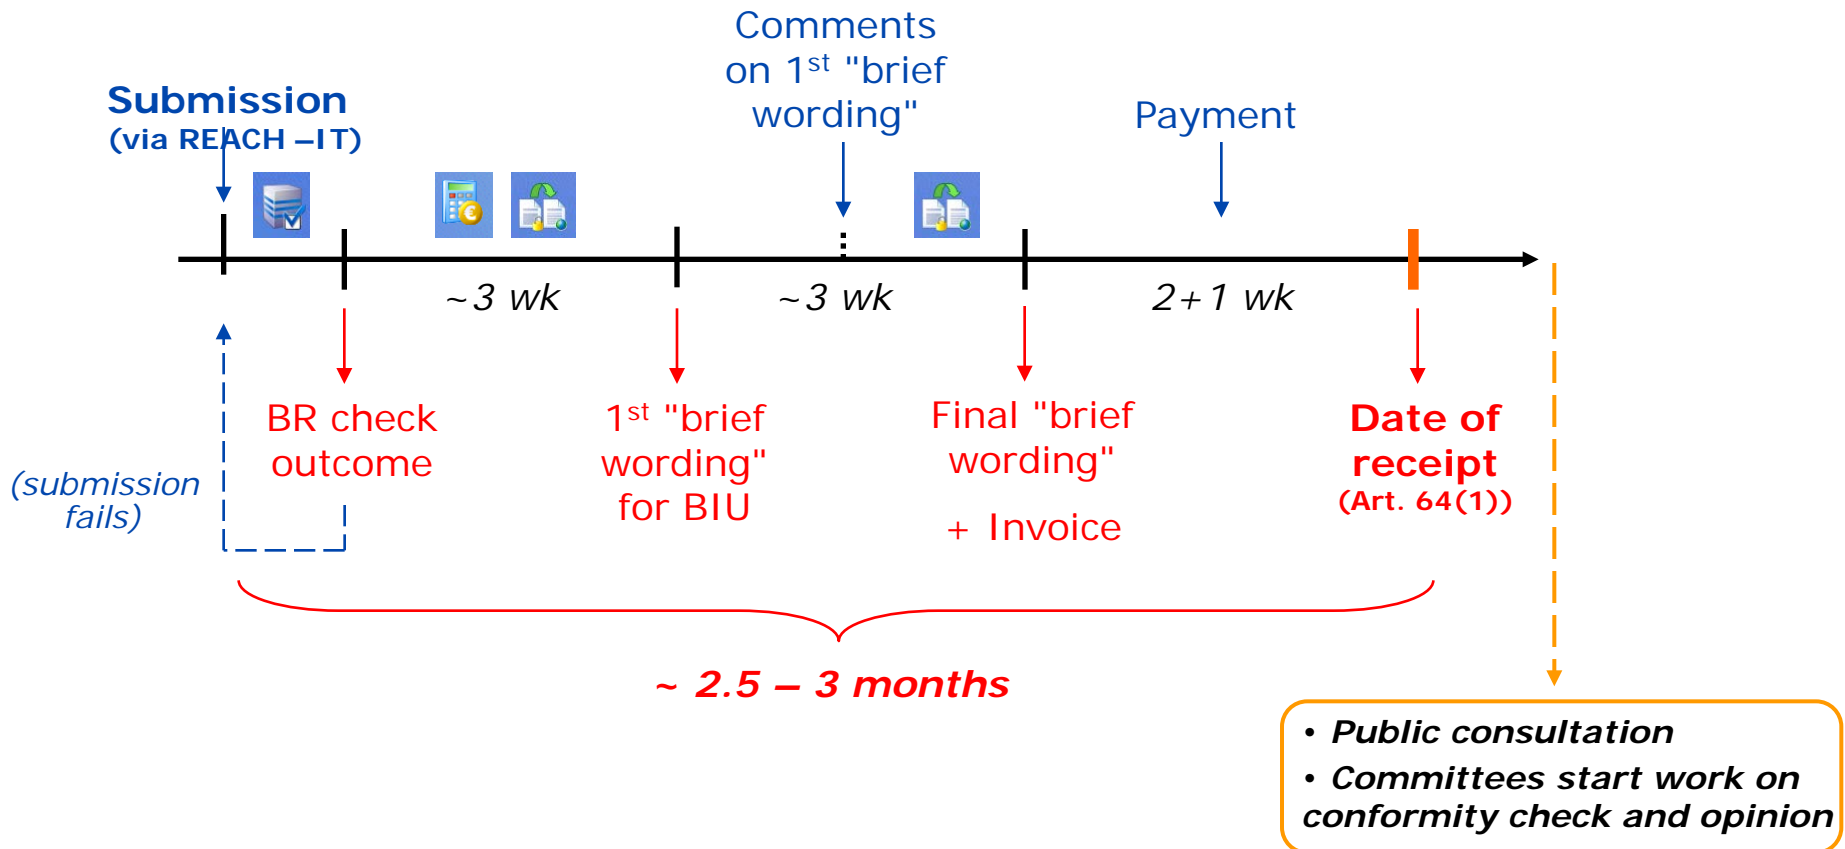 Comments
on 1st "brief
wording"
Submission
(via REACH –IT)
Payment
~3 wk
~3 wk
2+1 wk
BR check
outcome
1st "brief
wording"
for BIU
Final "brief
wording"
+ Invoice
Date of
receipt
(Art. 64(1))
(submission
fails)
~ 2.5 – 3 months
• Public consultation
• Committees start work on
conformity check and opinion